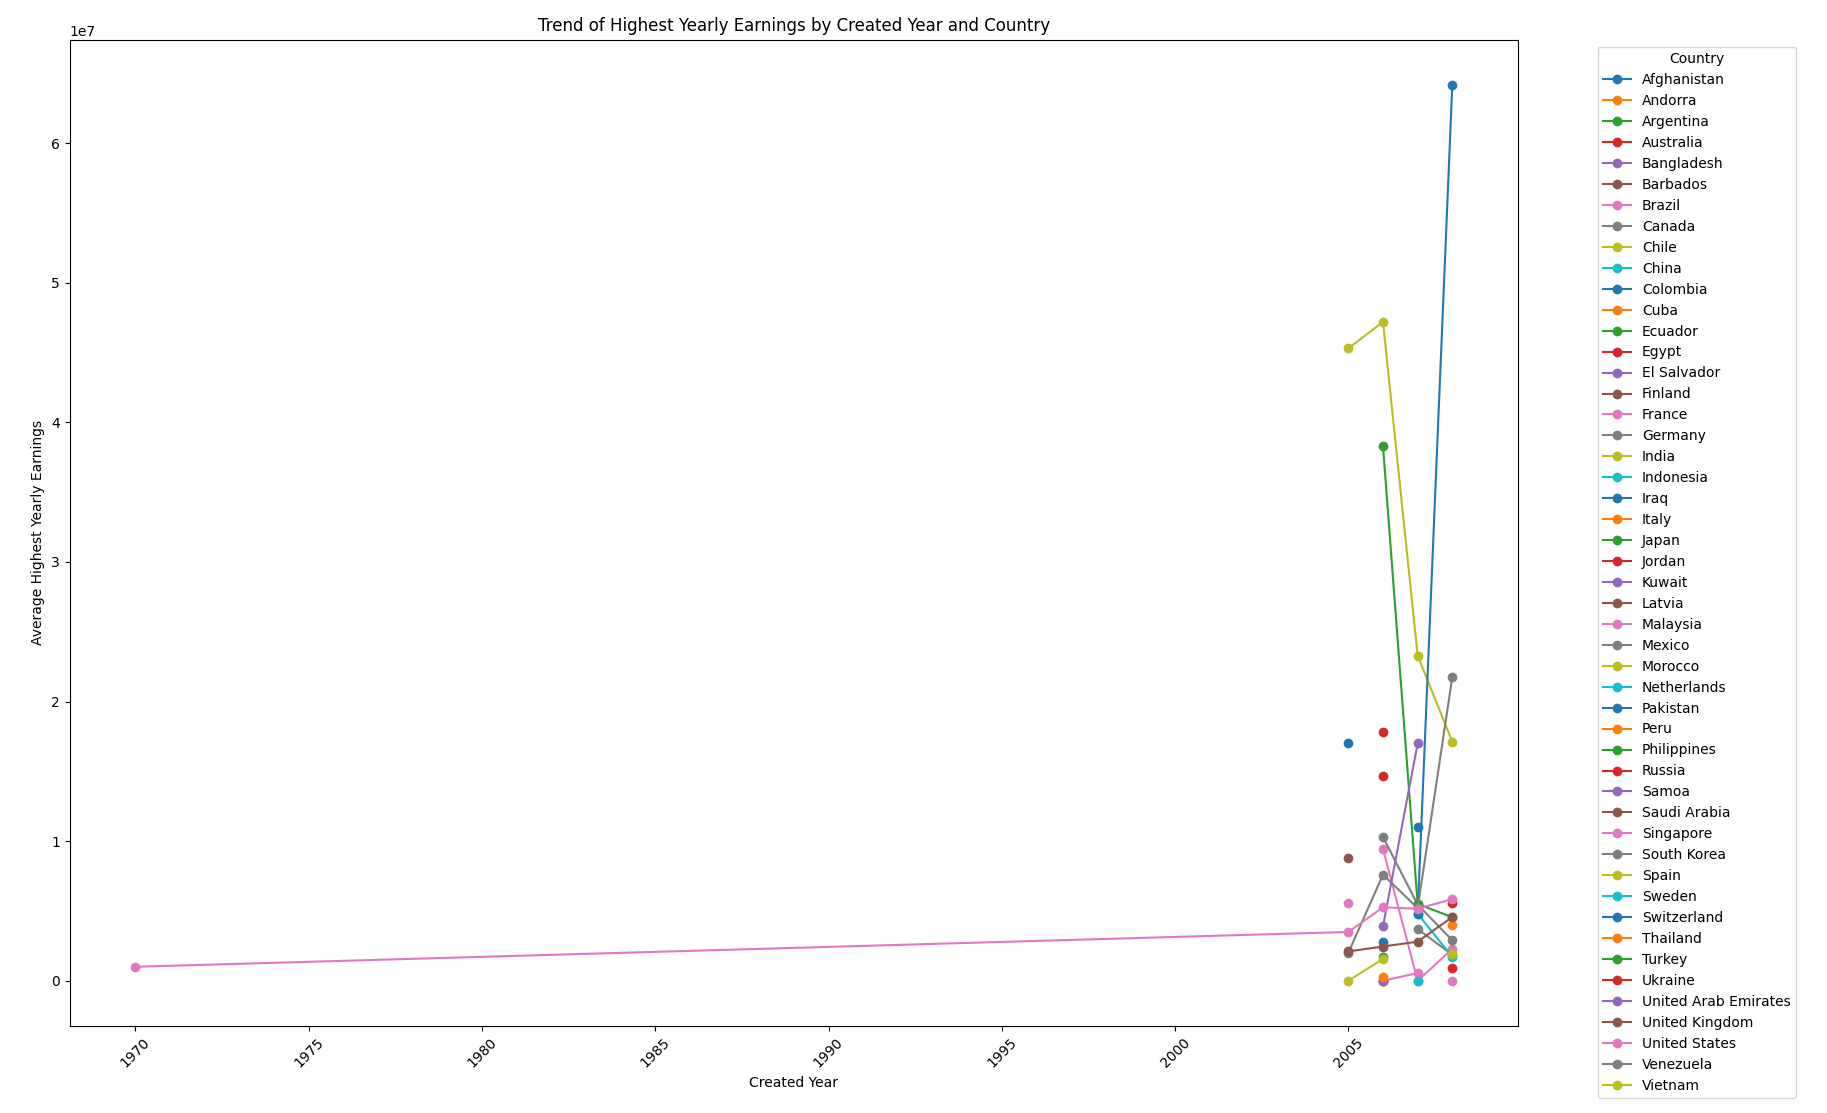 Trend of Highest Yearly Earnings by Created Year and Country
1e7
6
5
4
3
2
1
0
Average Highest Yearly Earnings
1970
1975
1980
1985
1990
1995
2000
2005
Created Year
Country
Afghanistan
Andorra
Argentina
Australia
Bangladesh
Barbados
Brazil
Canada
Chile
China
Colombia
Cuba
Ecuador
Egypt
El Salvador
Finland
France
Germany
India
Indonesia
Iraq
Italy
Japan
Jordan
Kuwait
Latvia
Malaysia
Mexico
Morocco
Netherlands
Pakistan
Peru
Philippines
Russia
Samoa
Saudi Arabia
Singapore
South Korea
Spain
Sweden
Switzerland
Thailand
Turkey
Ukraine
United Arab Emirates
United Kingdom
United States
Venezuela
Vietnam